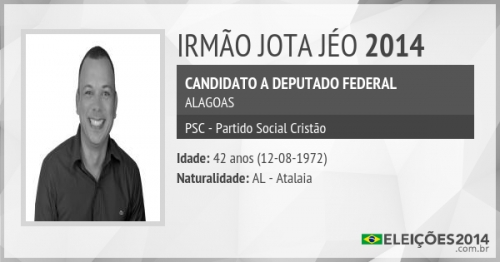 IRMÃO JOTA JÉO 2014
CANDIDATO A DEPUTADO FEDERAL
ALAGOAS
PSC - Partido Social Cristão
Idade: 42 anos (12-08-1972)
Naturalidade: AL - Atalaia
ELEIÇÕES2014
.com.br